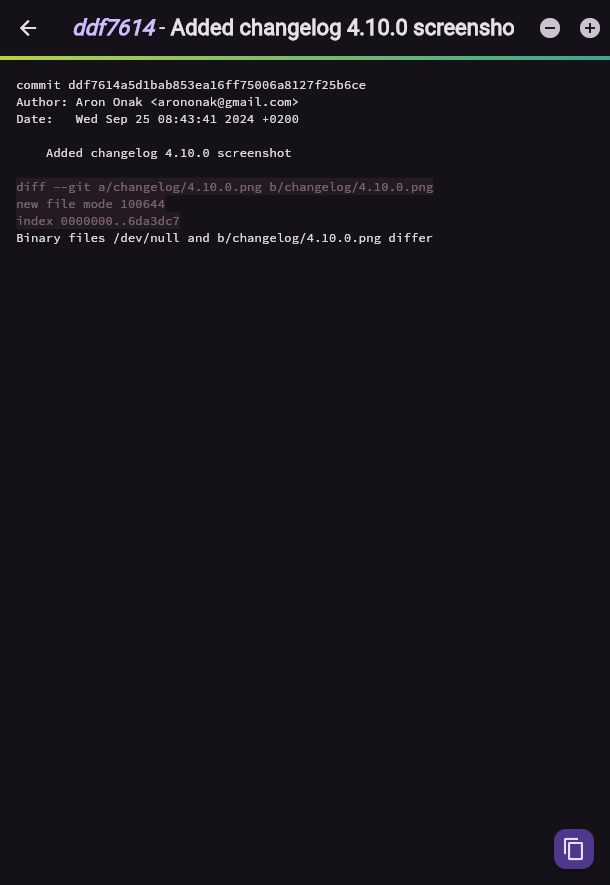 ddf7614 - Added changelog 4.10.0 screensho
commit ddf7614a5d1bab853ea16ff75006a8127f25b6ce
Author: Aron Onak <arononak@gmail.com>
Date:   Wed Sep 25 08:43:41 2024 +0200
    Added changelog 4.10.0 screenshot
diff --git a/changelog/4.10.0.png b/changelog/4.10.0.png
new file mode 100644
index 0000000..6da3dc7
Binary files /dev/null and b/changelog/4.10.0.png differ